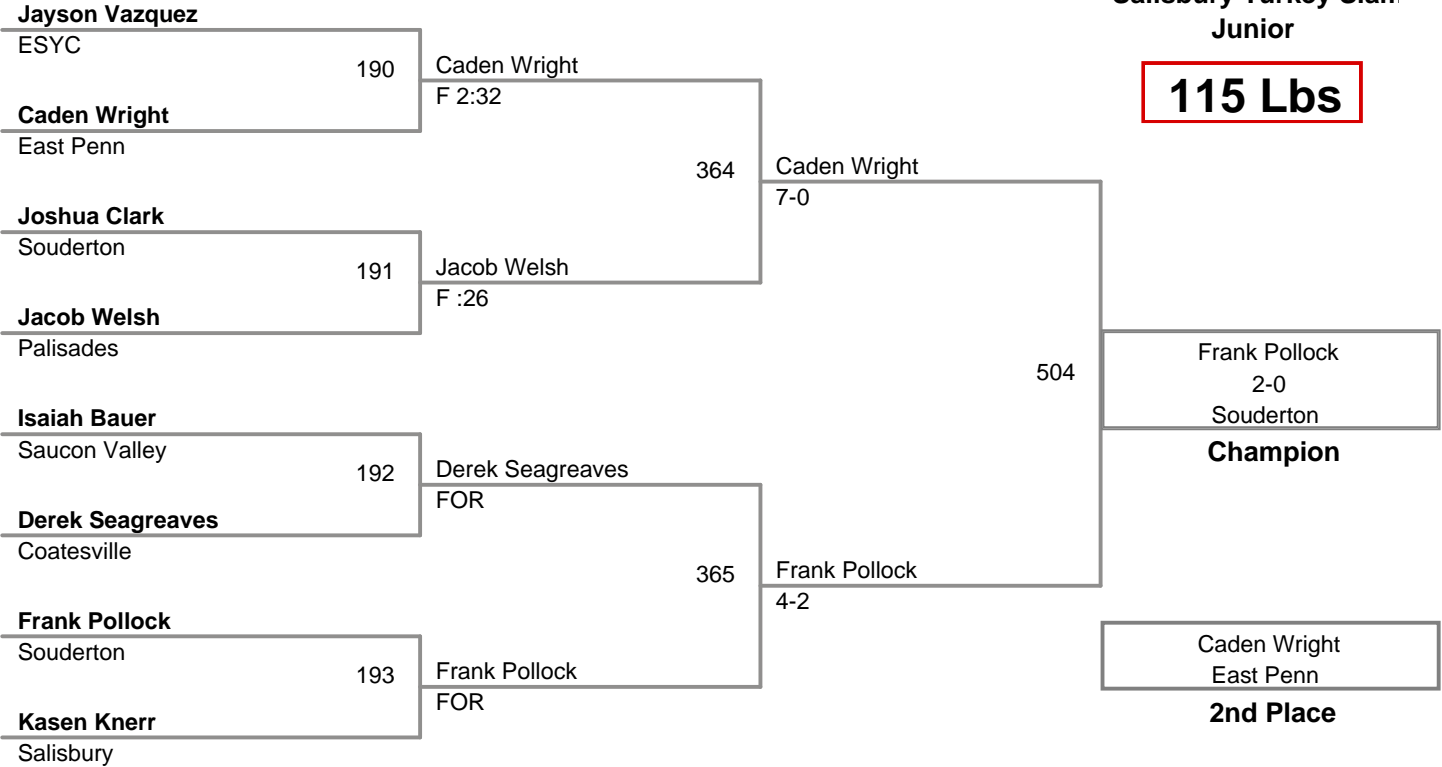 Salisbury Turkey Slam
Junior
115 Lbs
Jayson Vazquez
ESYC
190
Caden Wright
F 2:32
Caden Wright
East Penn
364
Caden Wright
7-0
Joshua Clark
Souderton
191
Jacob Welsh
F :26
Jacob Welsh
Palisades
504
Frank Pollock
2-0
Souderton
Champion
Isaiah Bauer
Saucon Valley
192
Derek Seagreaves
FOR
Derek Seagreaves
Coatesville
365
Frank Pollock
4-2
Frank Pollock
Souderton
193
Frank Pollock
FOR
Kasen Knerr
Salisbury
Caden Wright
East Penn
2nd Place